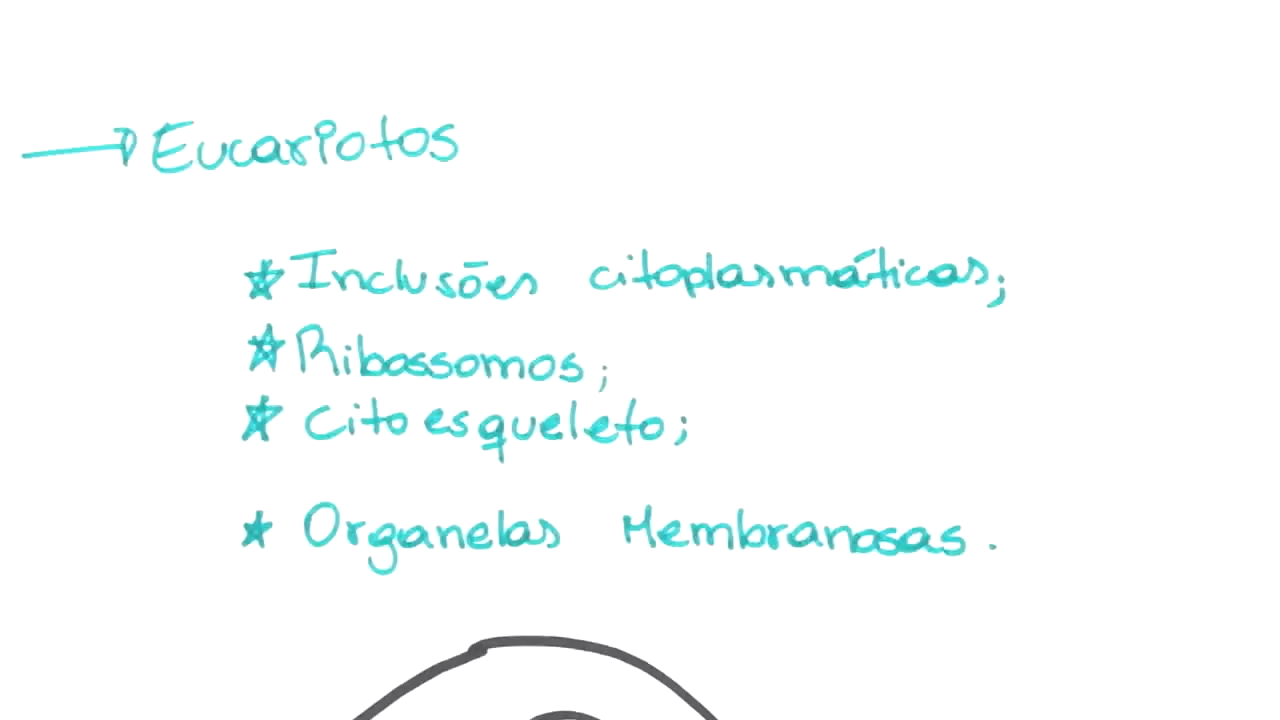 → Eucariotos
★ Inclusões citoplasmáticas;
★ Ribossomos;
★ Citoesqueleto;
★ Organelas Membranosas.